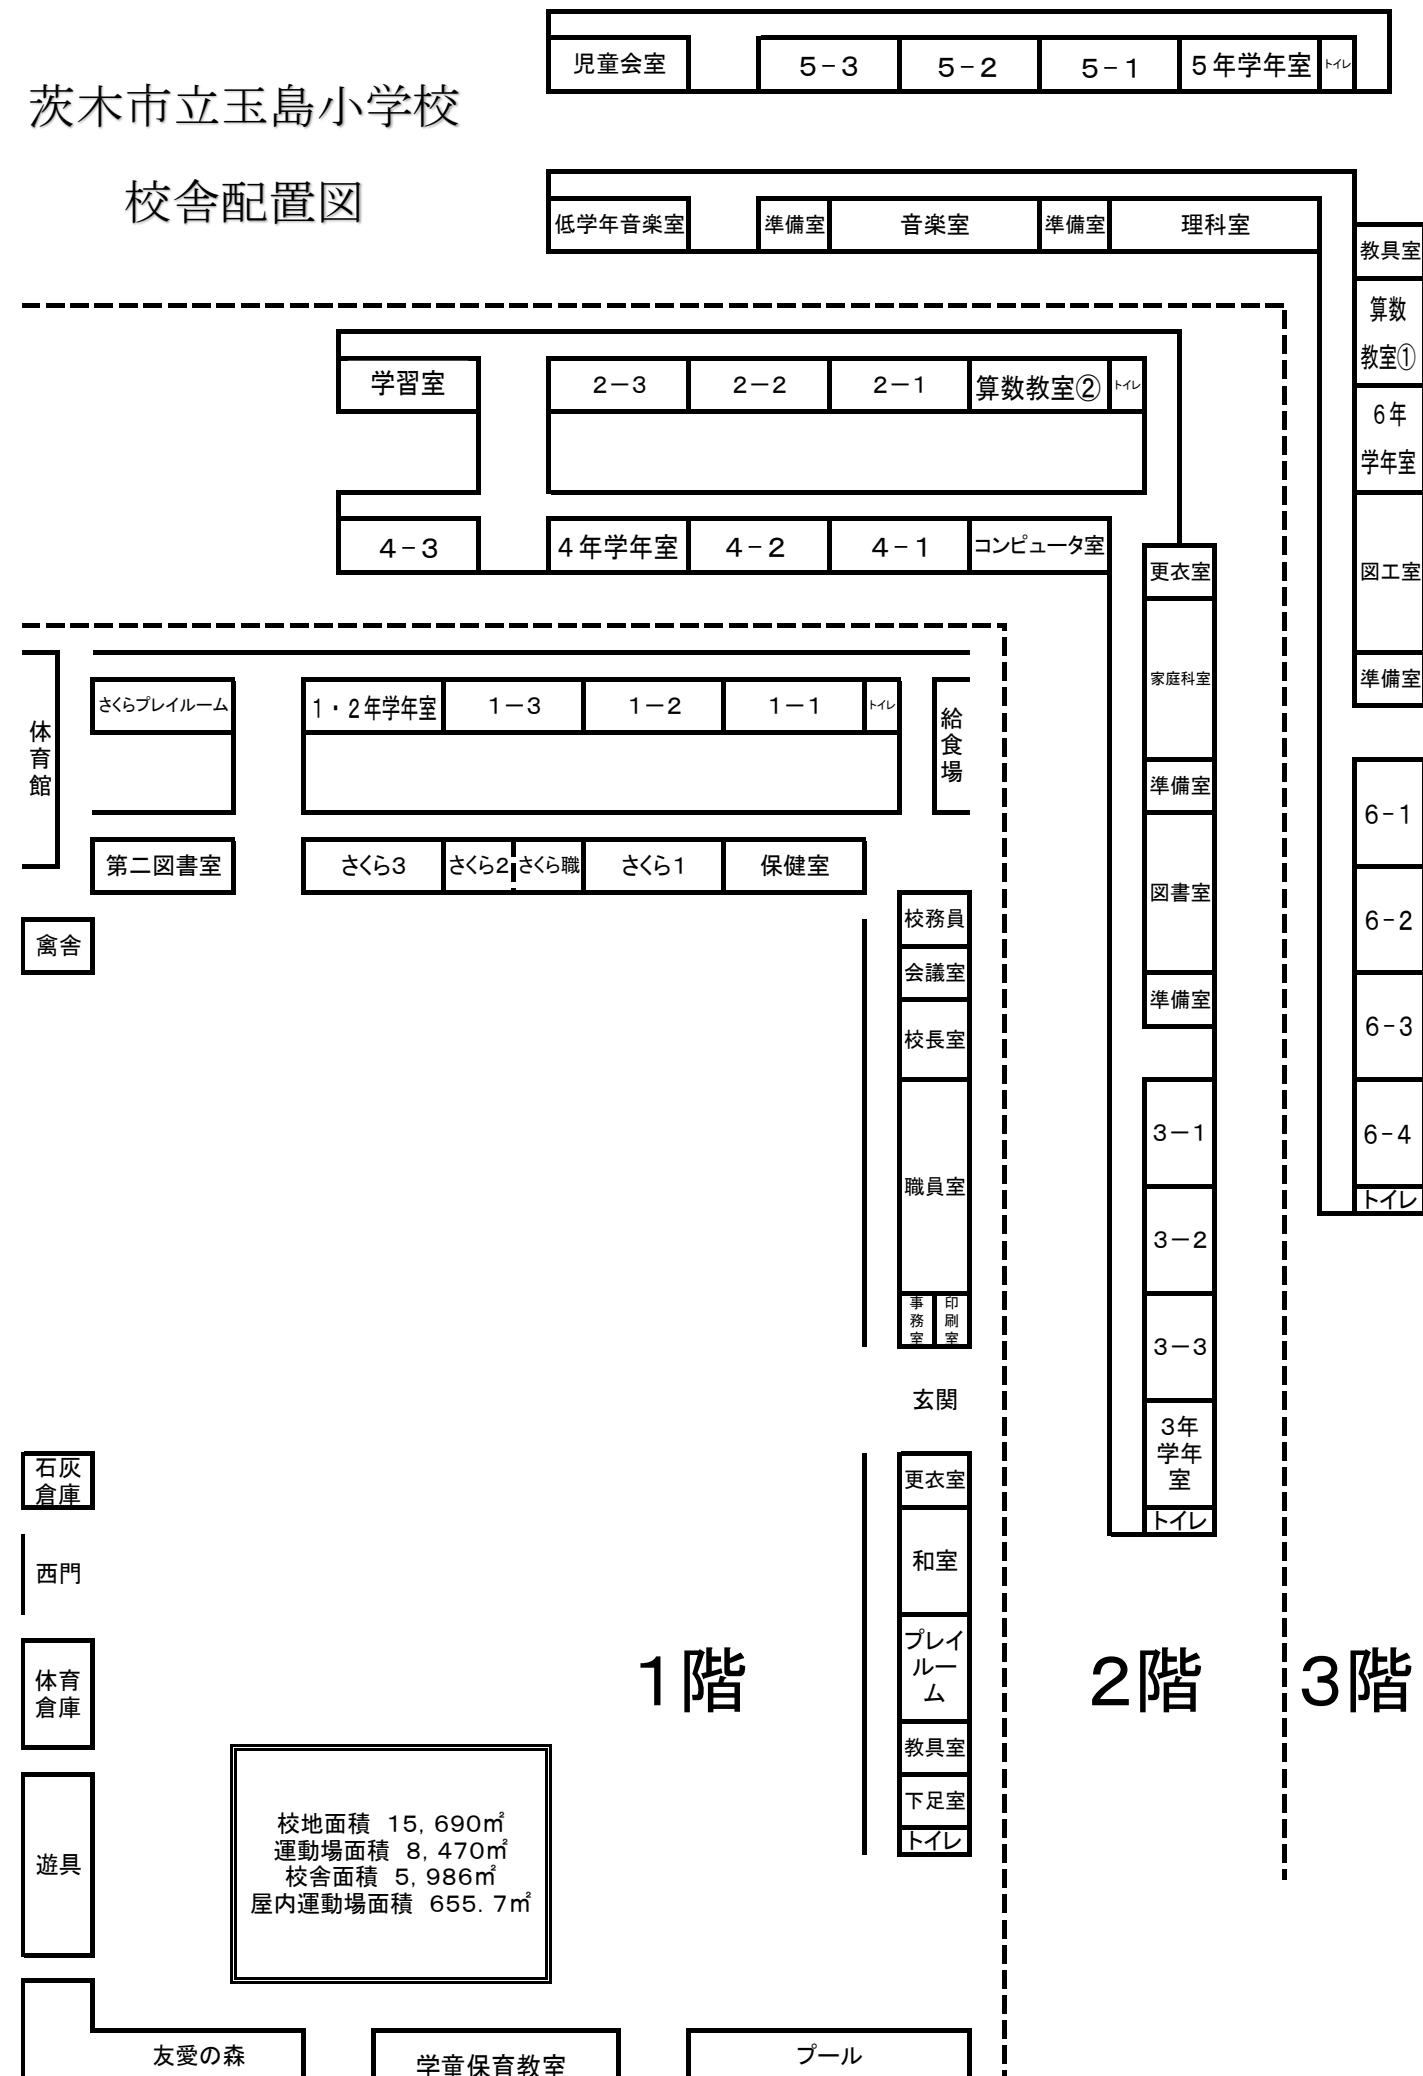 茨木市立玉島小学校
校舎配置図
児童会室
5-3
5-2
5-1
5年学年室
トイレ
低学年音楽室
準備室
音楽室
準備室
理科室
教具室
算数
教室①
6年
学年室
図工室
準備室
6-1
6-2
6-3
6-4
トイレ
学習室
2－3
2－2
2－1
算数教室②
トイレ
4-3
4年学年室
4-2
4-1
コンピュータ室
更衣室
家庭科室
準備室
図書室
準備室
3－1
3－2
3－3
3年
学年
室
トイレ
体育館
さくらプレイルーム
1・2年学年室
1－3
1－2
1－1
トイレ
給食場
第二図書室
さくら3
さくら2
さくら職
さくら1
保健室
禽舎
校務員
会議室
校長室
職員室
事務室
印刷室
玄関
更衣室
和室
プレイ
ルー
ム
教具室
下足室
トイレ
石灰
倉庫
西門
体育
倉庫
遊具
1階
2階
3階
校地面積　15,690㎡
運動場面積　8,470㎡
校舎面積　5,986㎡
屋内運動場面積　655.7㎡
友愛の森
学童保育教室
プール